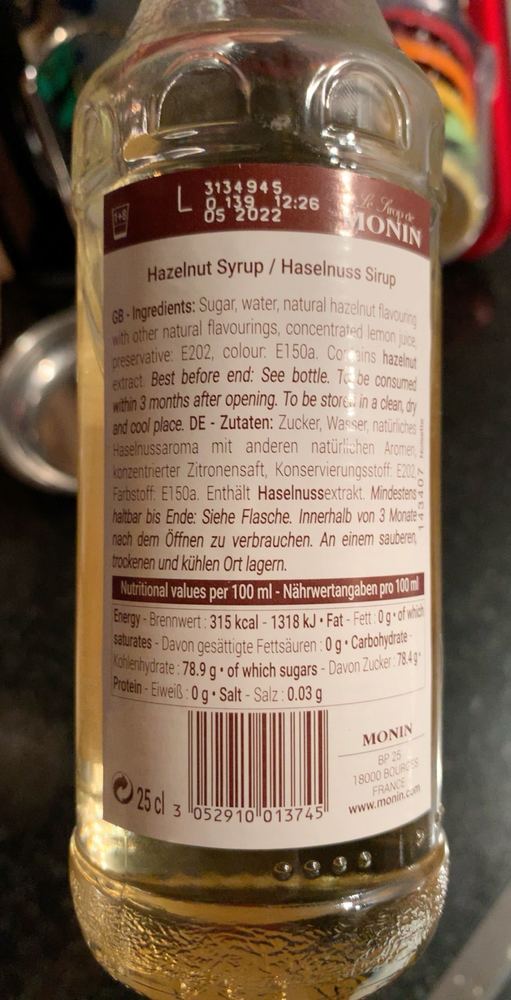 L 3134945
0 139 12:26
05 2022
1+8
Le Sirop de
MONIN
Hazelnut Syrup / Haselnuss Sirup
GB - Ingredients: Sugar, water, natural hazelnut flavouring
with other natural flavourings, concentrated lemon juice,
preservative: E202, colour: E150a. Contains hazelnut
extract. Best before end: See bottle. To be consumed
within 3 months after opening. To be stored in a clean, dry
and cool place. DE - Zutaten: Zucker, Wasser, natürliches
Haselnussaroma mit anderen natürlichen Aromen,
konzentrierter Zitronensaft, Konservierungsstoff: E202,
Farbstoff: E150a. Enthält Haselnussextrakt. Mindestens
haltbar bis Ende: Siehe Flasche. Innerhalb von 3 Monate
nach dem Öffnen zu verbrauchen. An einem sauberen,
trockenen und kühlen Ort lagern.
143407 Noisette
Nutritional values per 100 ml - Nährwertangaben pro 100 ml
Energy - Brennwert : 315 kcal - 1318 kJ • Fat - Fett : 0 g • of which
saturates - Davon gesättigte Fettsäuren : 0 g • Carbohydrate -
Kohlenhydrate : 78.9 g • of which sugars - Davon Zucker : 78.4 g •
Protein - Eiweiß : 0 g • Salt - Salz : 0.03 g
25 cl
3 052910 013745
MONIN
BP 25
18000 BOURGES
FRANCE
www.monin.com